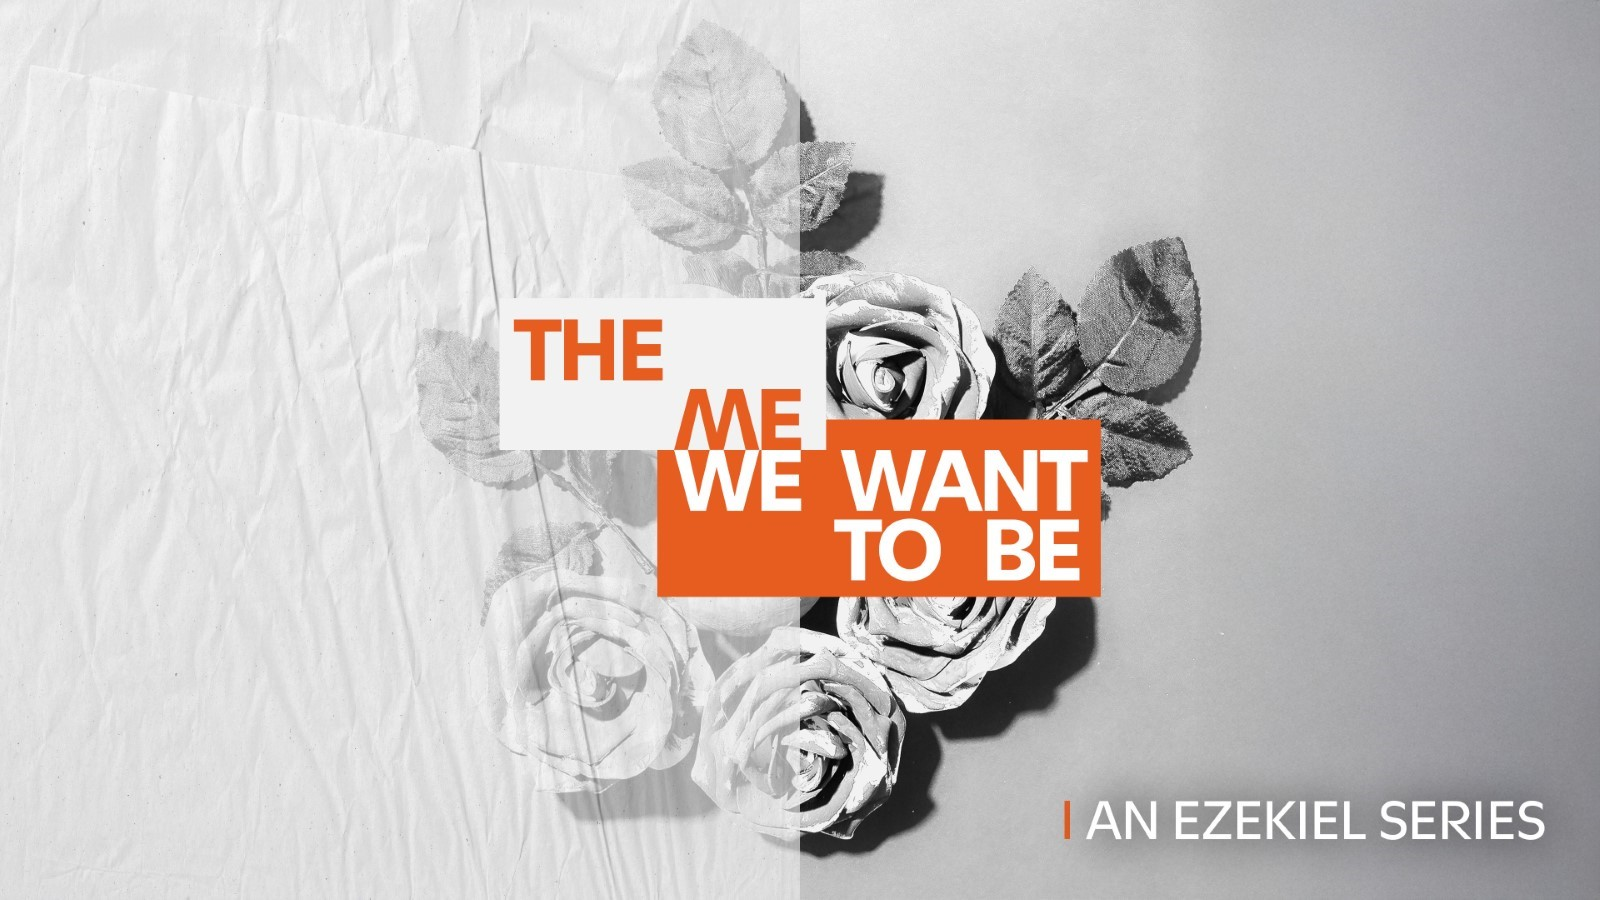 THE
ME
WE WANT
TO BE
| AN EZEKIEL SERIES